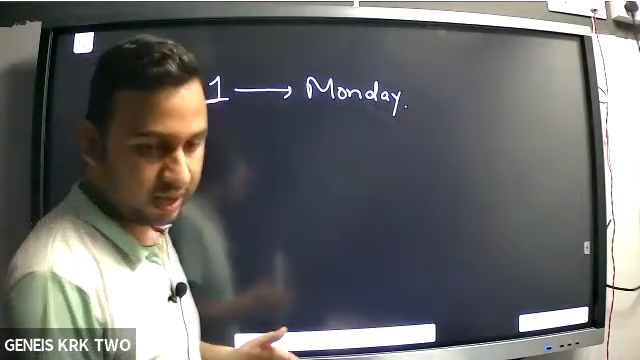 1 → Monday.
GENEIS KRK TWO